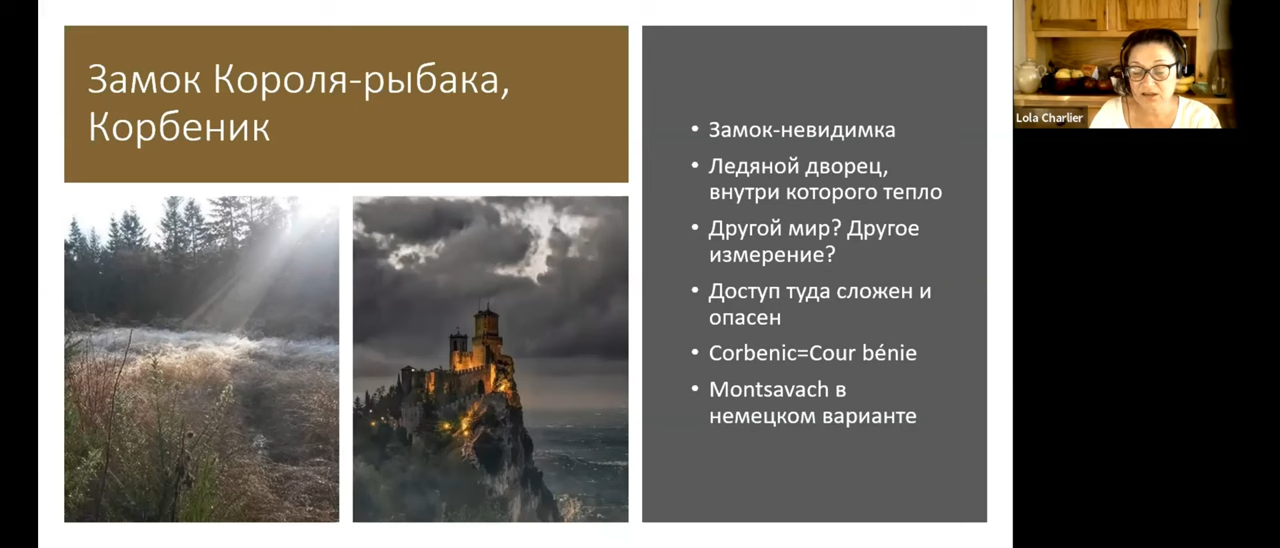 Замок Короля-рыбака,
Корбеник
• Замок-невидимка
• Ледяной дворец,
внутри которого тепло
• Другой мир? Другое
измерение?
• Доступ туда сложен и
опасен
• Corbenic=Cour bénie
• Montsavach в
немецком варианте
Lola Charlier